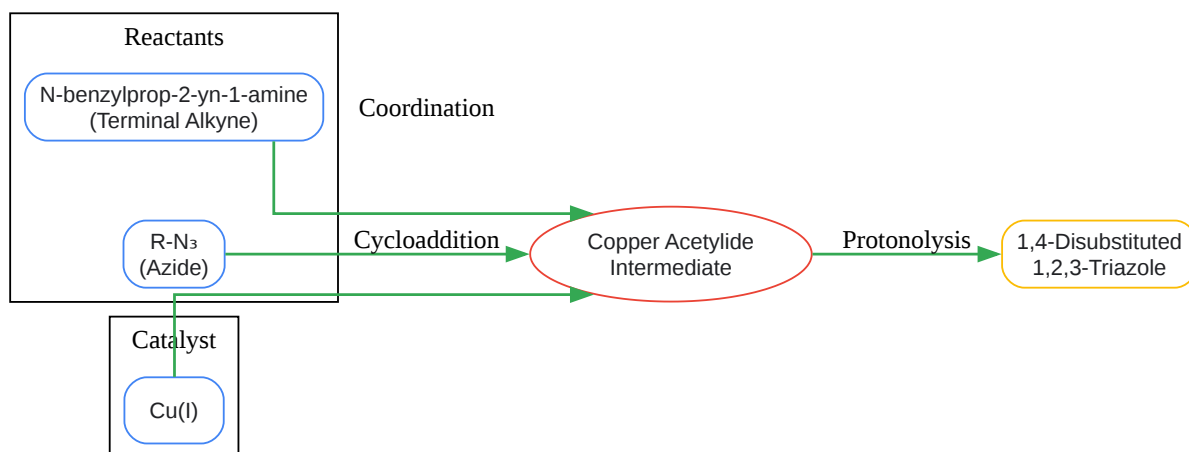 Reactants
N-benzylprop-2-yn-1-amine
(Terminal Alkyne)
Coordination
R-N₃
(Azide)
Cycloaddition
Copper Acetylide
Intermediate
Protonolysis
1,4-Disubstituted
1,2,3-Triazole
Catalyst
Cu(I)